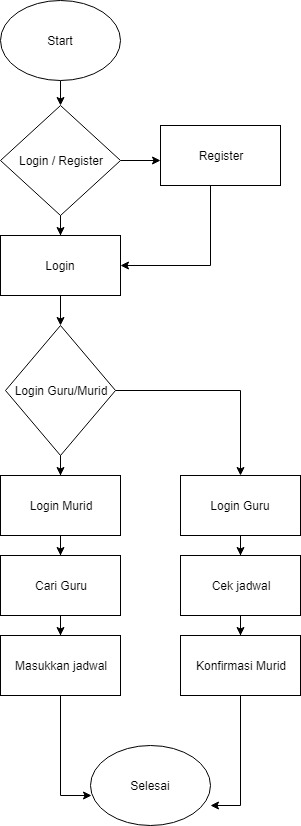 Start
Login / Register
Register
Login
Login Guru/Murid
Login Murid
Login Guru
Cari Guru
Cek jadwal
Masukkan jadwal
Konfirmasi Murid
Selesai